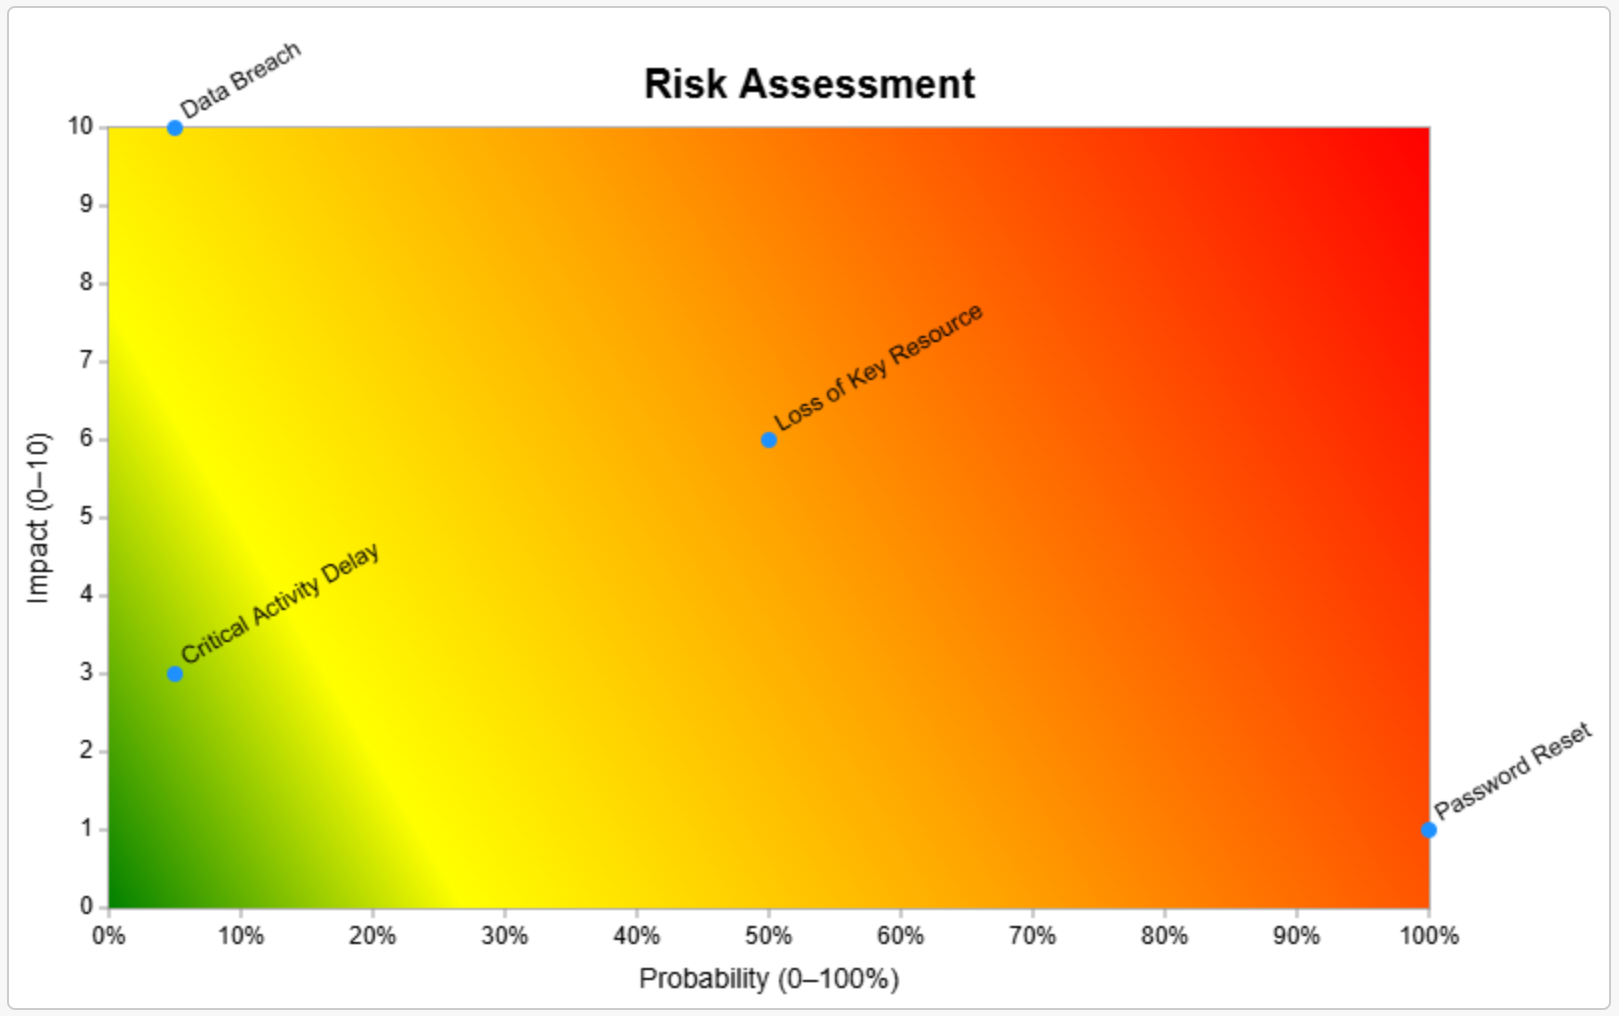 Risk Assessment
Data Breach
Loss of Key Resource
Critical Activity Delay
Password Reset
Impact (0–10)
10
9
8
7
6
5
4
3
2
1
0
0% 10% 20% 30% 40% 50% 60% 70% 80% 90% 100%
Probability (0–100%)